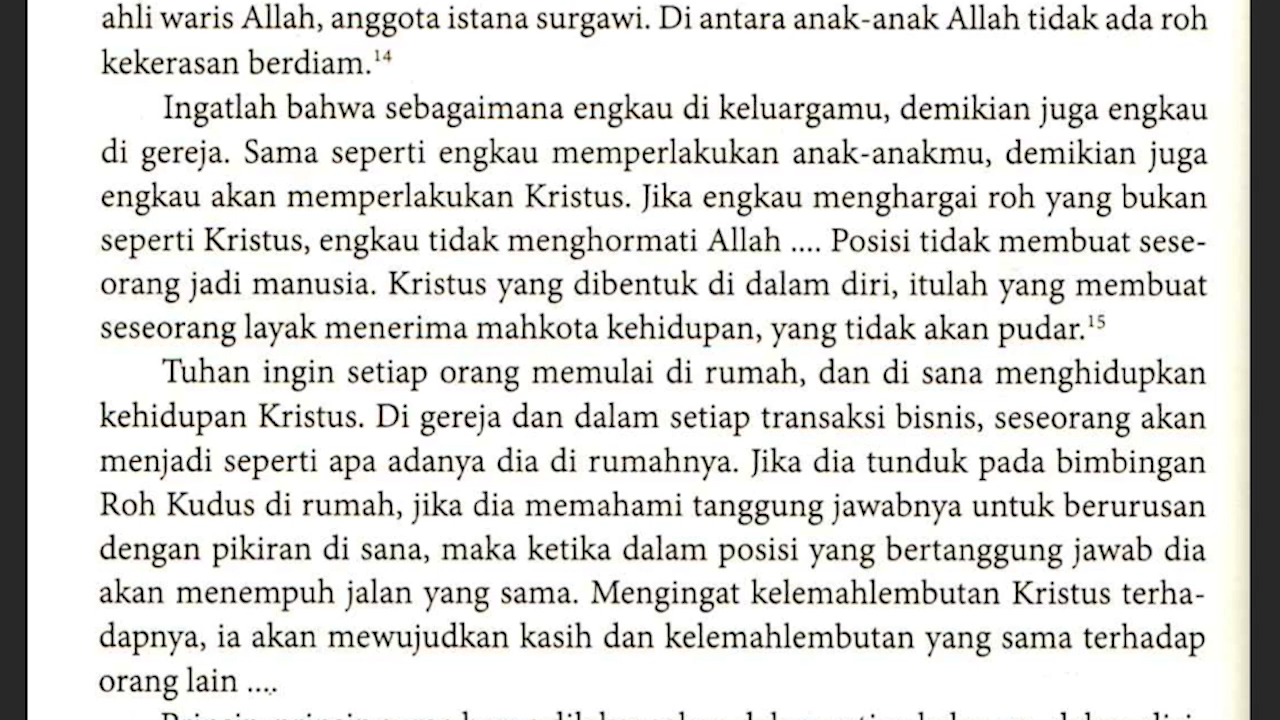 ahli waris Allah, anggota istana surgawi. Di antara anak-anak Allah tidak ada roh
kekerasan berdiam.¹⁴
Ingatlah bahwa sebagaimana engkau di keluargamu, demikian juga engkau
di gereja. Sama seperti engkau memperlakukan anak-anakmu, demikian juga
engkau akan memperlakukan Kristus. Jika engkau menghargai roh yang bukan
seperti Kristus, engkau tidak menghormati Allah .... Posisi tidak membuat sese-
orang jadi manusia. Kristus yang dibentuk di dalam diri, itulah yang membuat
seseorang layak menerima mahkota kehidupan, yang tidak akan pudar.¹⁵
Tuhan ingin setiap orang memulai di rumah, dan di sana menghidupkan
kehidupan Kristus. Di gereja dan dalam setiap transaksi bisnis, seseorang akan
menjadi seperti apa adanya dia di rumahnya. Jika dia tunduk pada bimbingan
Roh Kudus di rumah, jika dia memahami tanggung jawabnya untuk berurusan
dengan pikiran di sana, maka ketika dalam posisi yang bertanggung jawab dia
akan menempuh jalan yang sama. Mengingat kelemahlembutan Kristus terha-
dapnya, ia akan mewujudkan kasih dan kelemahlembutan yang sama terhadap
orang lain ....